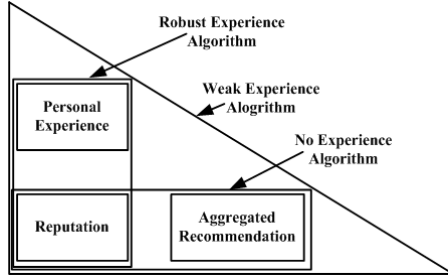 Robust Experience
Algorithm
Weak Experience
Alogrithm
Personal
Experience
No Experience
Algorithm
Reputation
Aggregated
Recommendation